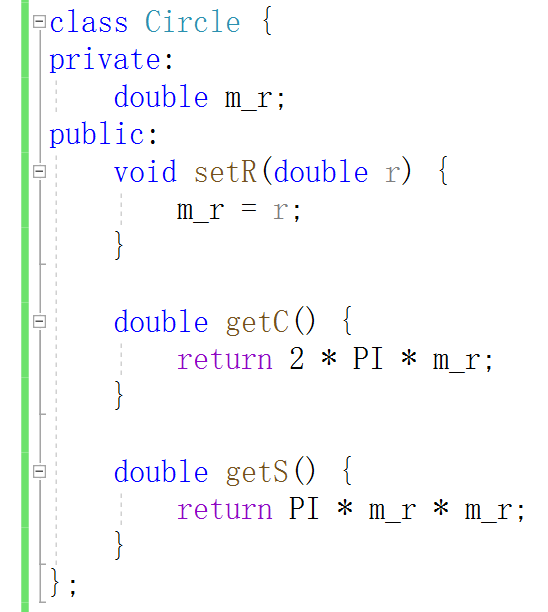 class Circle {
private:
    double m_r;
public:
    void setR(double r) {
        m_r = r;
    }

    double getC() {
        return 2 * PI * m_r;
    }

    double getS() {
        return PI * m_r * m_r;
    }
};